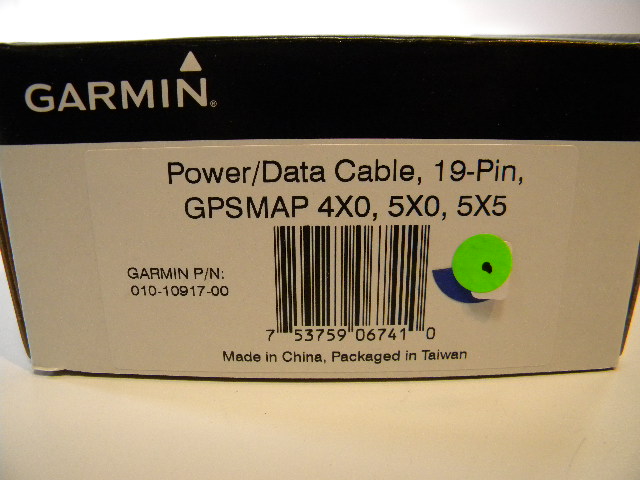 GARMIN®
Power/Data Cable, 19-Pin,
GPSMAP 4X0, 5X0, 5X5
GARMIN P/N:
010-10917-00
7 53759 06741 0
Made in China, Packaged in Taiwan